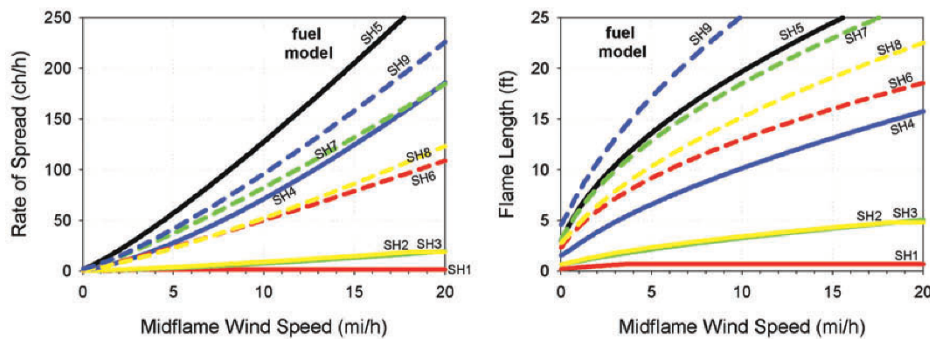 fuel
model
SH5
SH9
SH7
SH4
SH8
SH6
SH2
SH3
SH1
250
200
150
100
50
0
0
5
10
15
20
Rate of Spread (ch/h)
Midflame Wind Speed (mi/h)
fuel
model
SH9
SH5
SH7
SH8
SH6
SH4
SH2
SH3
SH1
25
20
15
10
5
0
0
5
10
15
20
Flame Length (ft)
Midflame Wind Speed (mi/h)